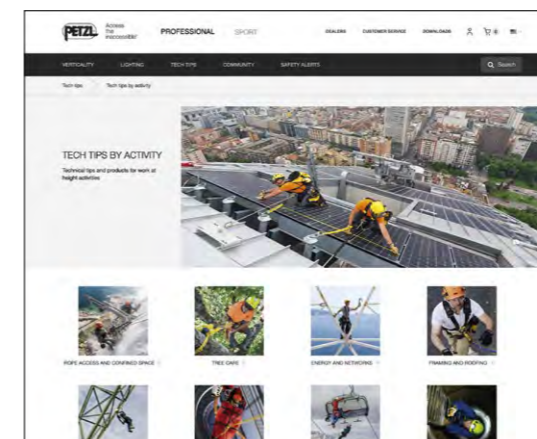 PETZL
Access
the
inaccessible®
PROFESSIONAL
SPORT
DEALERS
CUSTOMER SERVICE
DOWNLOADS
VERTICALITY
LIGHTING
TECH TIPS
COMMUNITY
SAFETY ALERTS
Search
Tech tips
Tech tips by activity
TECH TIPS BY ACTIVITY
Technical tips and products for work at
height activities
ROPE ACCESS AND CONFINED SPACE
TREE CARE
ENERGY AND NETWORKS
FRAMING AND ROOFING